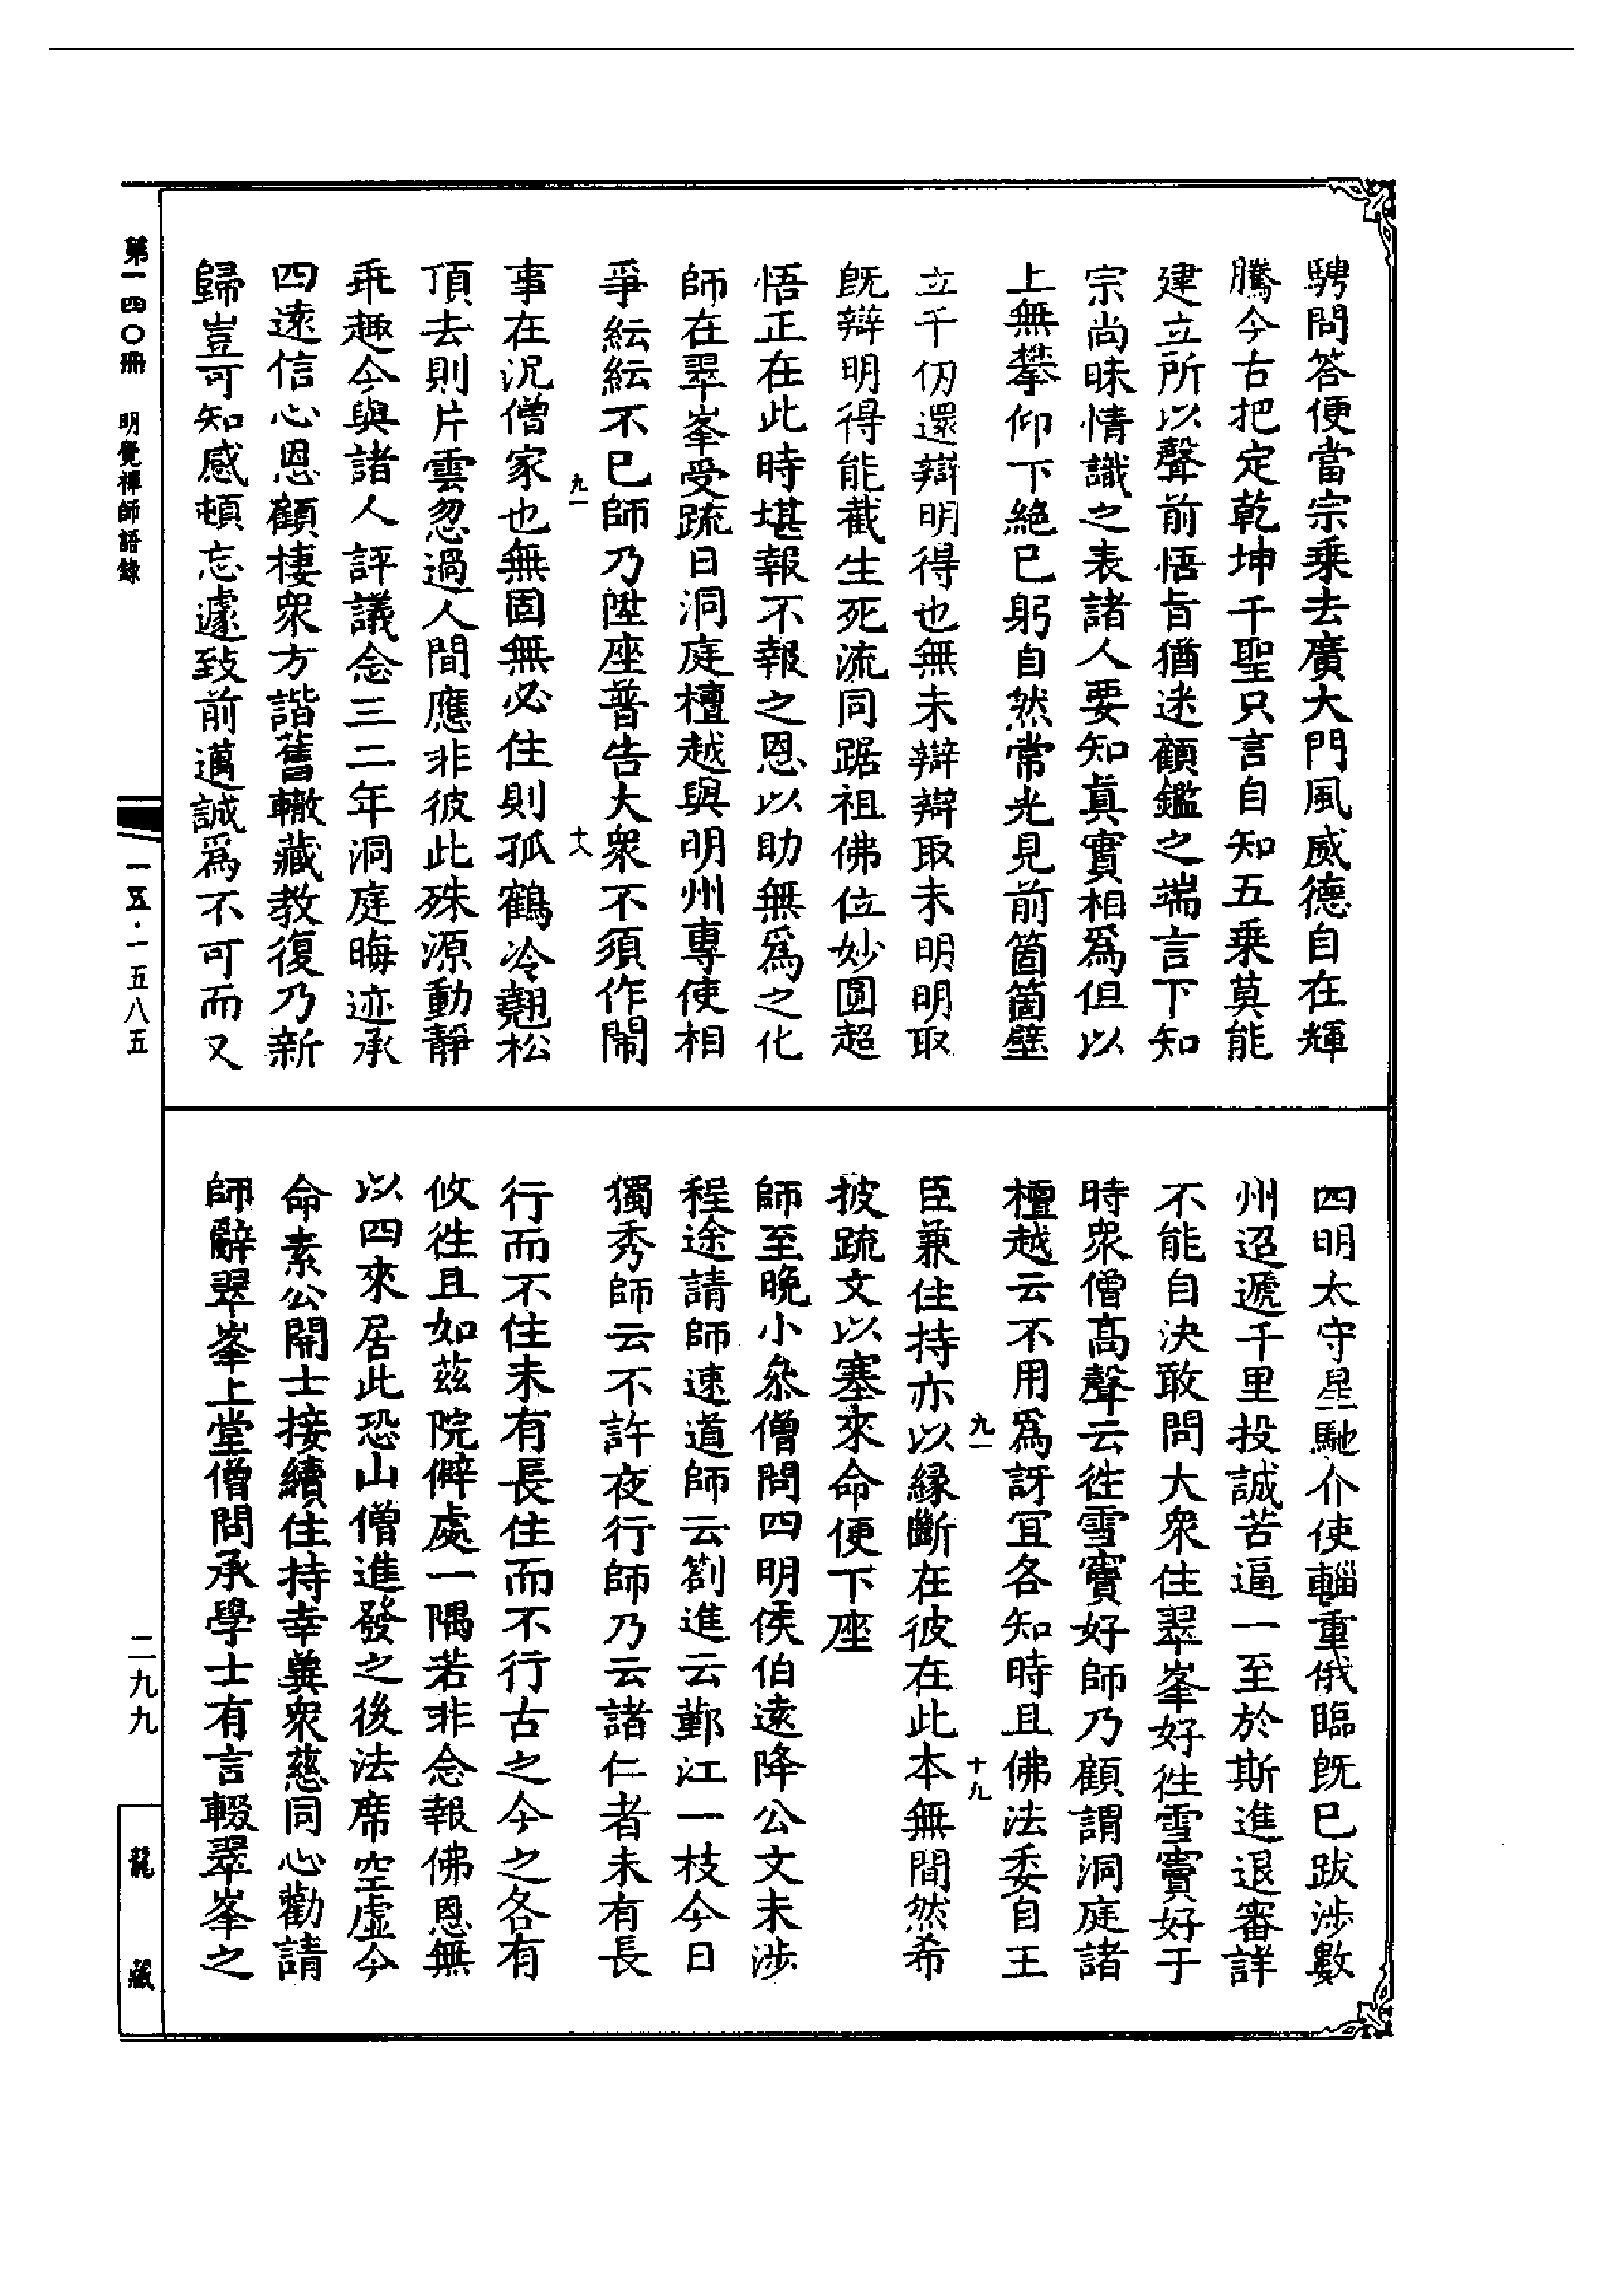 騁問答便當宗乗去廣大門風威德自在輝
騰今古把定乾坤千聖只言自知五乗莫能
建立所以聲前悟旨猶迷顧鑑之端言下知
宗尚昧情識之表諸人要知真實相爲但以
上無攀仰下絶已躬自然常光見前箇箇壁
立千仞還辯明得也無未辯辯取未明明取
旣辯明得能截生死流同踞祖佛位妙圓超
悟正在此時堪報不報之恩以助無爲之化
師在翠峯受疏日洞庭檀越與明州專使相
爭紜紜不已師乃陞座普告大衆不須作鬧
九一
十八
事在况僧家也無固無必住則孤鶴冷翹松
頂去則片雲忽過人間應非彼此殊源動靜
乖趣今與諸人評議念三二年洞庭晦迹承
四遠信心恩顧棲衆方諧舊轍藏教復乃新
歸豈可知感頓忘遽致前邁誠爲不可而又
四明太守星馳介使輜重俄臨旣已跋涉數
州迢遞千里投誠苦逼一至於斯進退審詳
不能自決敢問大衆住翠峯好徃雪竇好于
時衆僧高聲云徃雪竇好師乃顧謂洞庭諸
檀越云不用爲訝冝各知時且佛法委自王
九一
十九
臣兼住持亦以緣斷在彼在此本無間然希
披疏文以塞來命便下座
師至晚小叅僧問四明侯伯遠降公文未涉
程途請師速道師云劄進云鄞江一枝今日
獨秀師云不許夜行師乃云諸仁者未有長
行而不住未有長住而不行古之今之各有
攸徃且如茲院僻處一隅若非念報佛恩無
以四來居此恐山僧進發之後法席空虛今
命素公開士接續住持幸冀衆慈同心勸請
師辭翠峯上堂僧問承學士有言輟翠峯之
第一四〇冊
明覺禪師語錄
一五·一五八五
二九九
龍藏